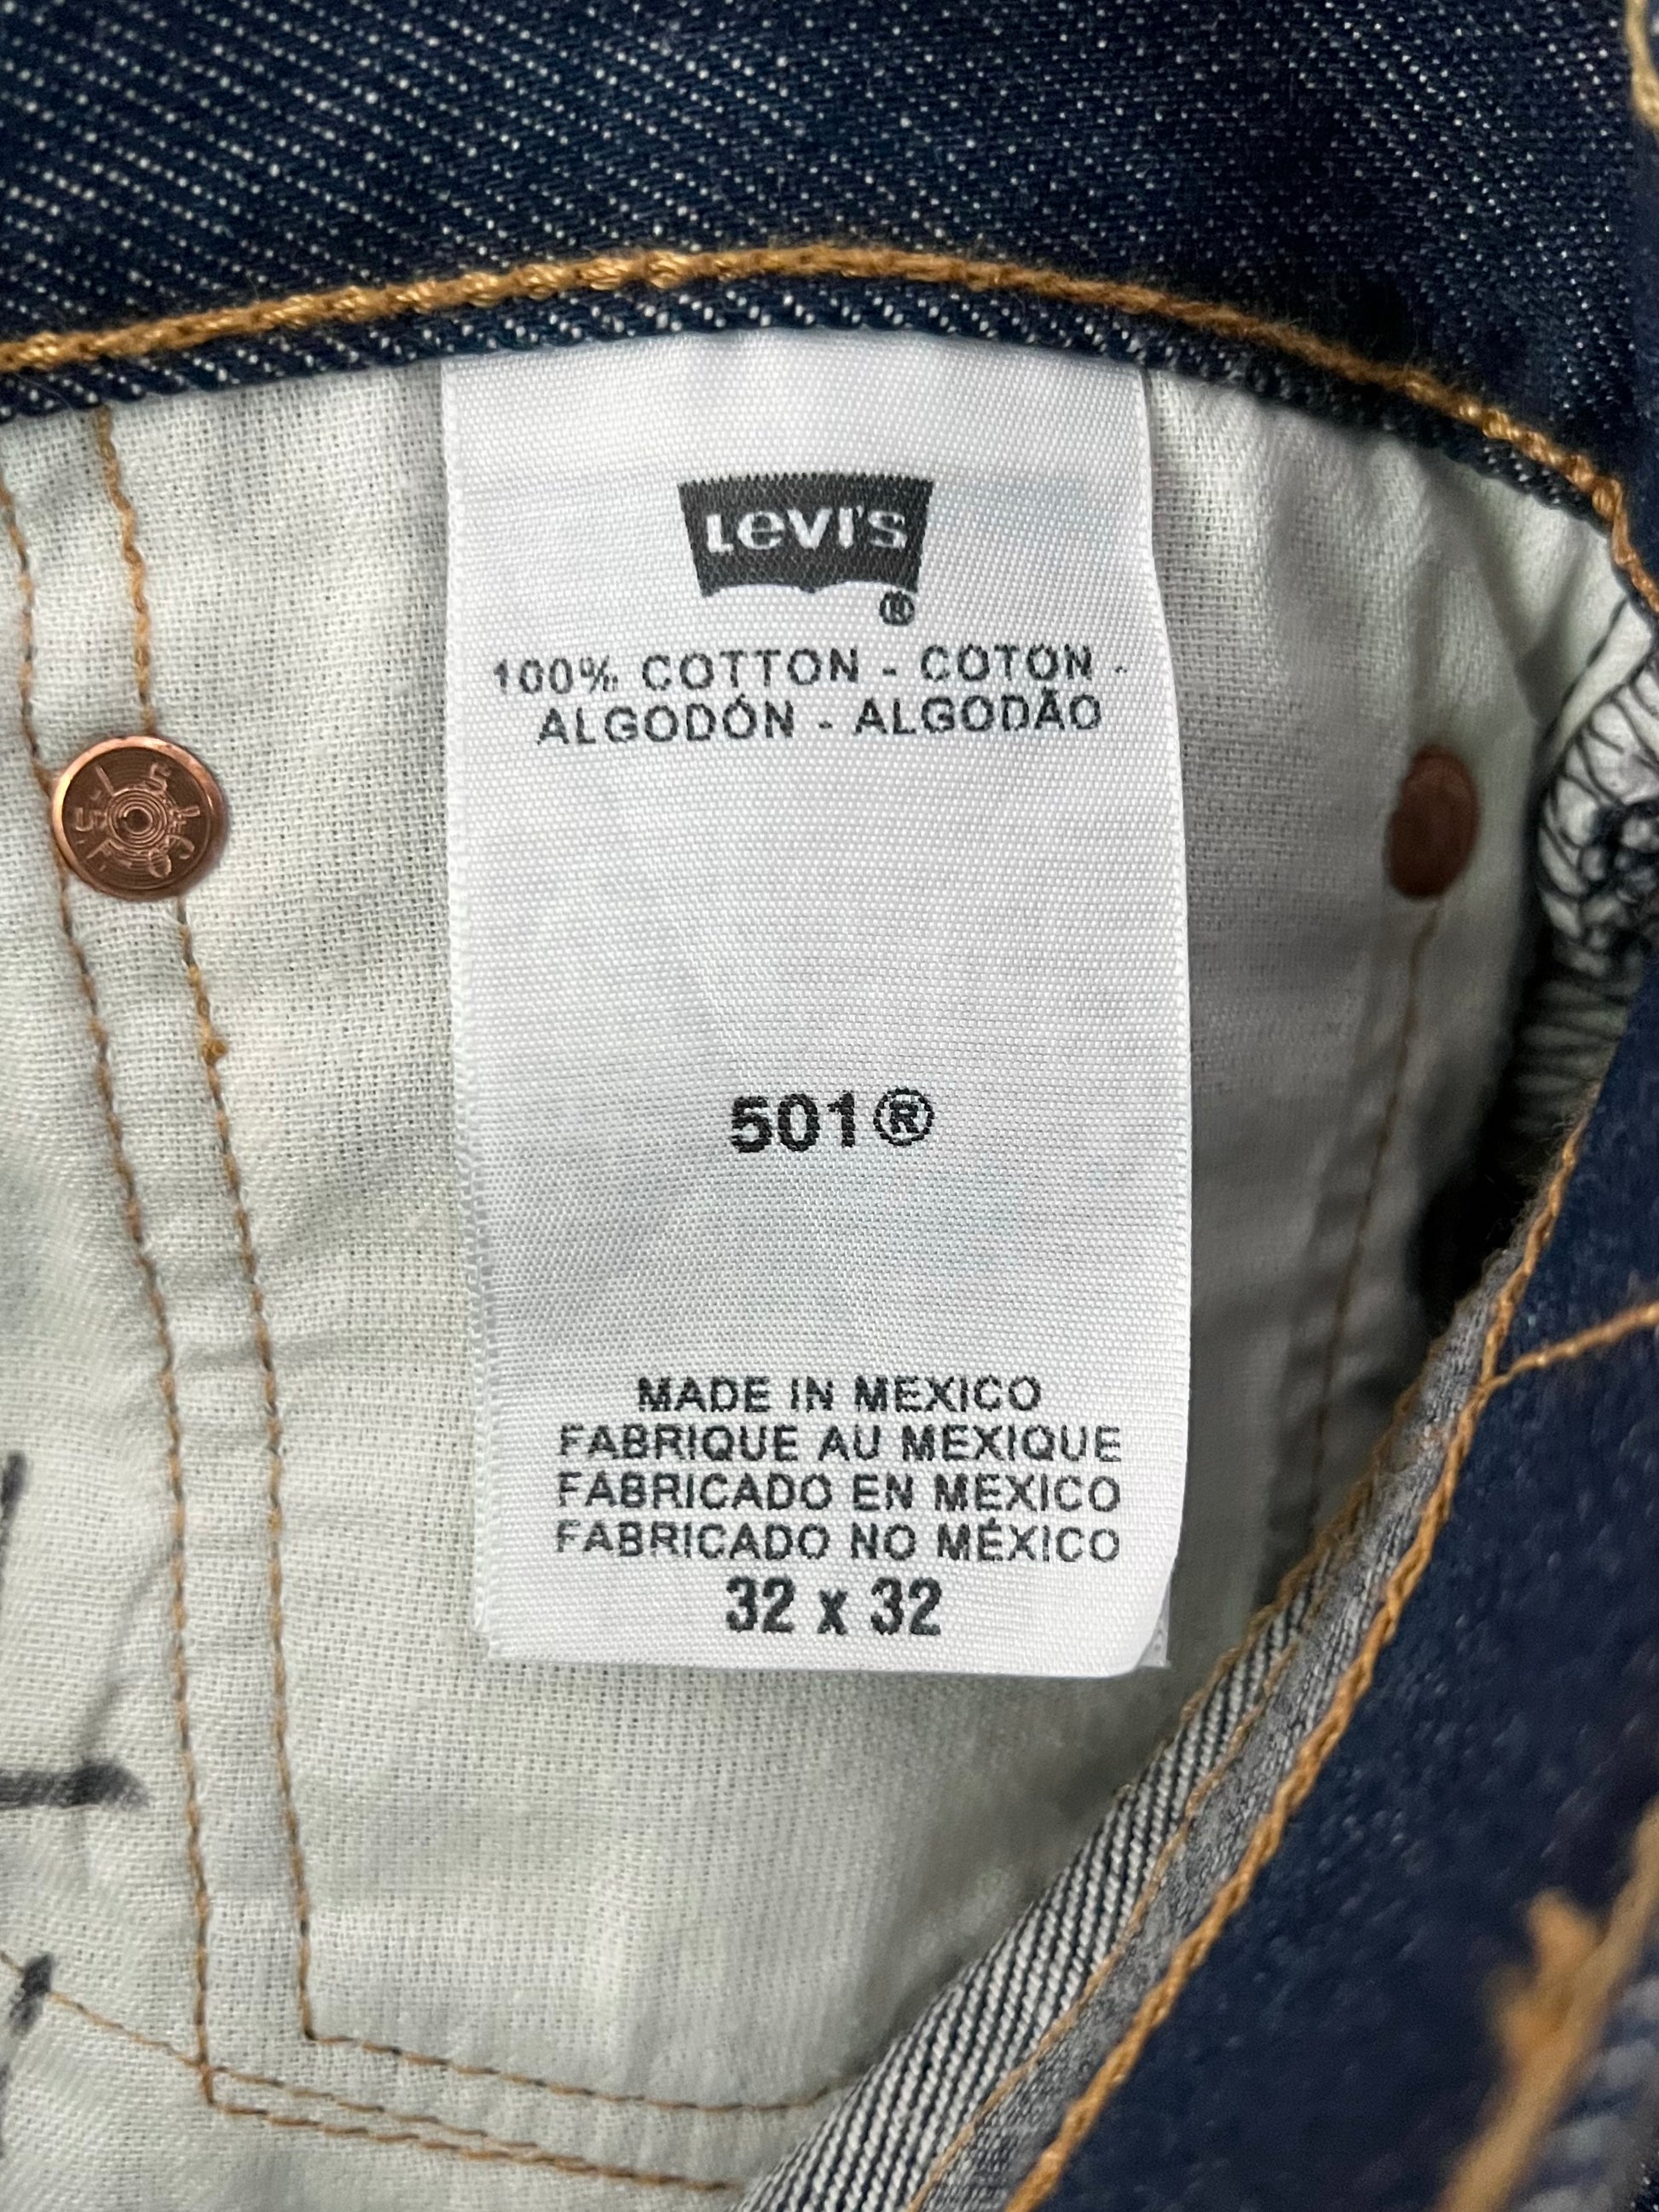 Levi's
®
100% COTTON - COTON -
ALGODÓN - ALGODÃO
501®
MADE IN MEXICO
FABRIQUE AU MEXIQUE
FABRICADO EN MEXICO
FABRICADO NO MÉXICO
32 x 32